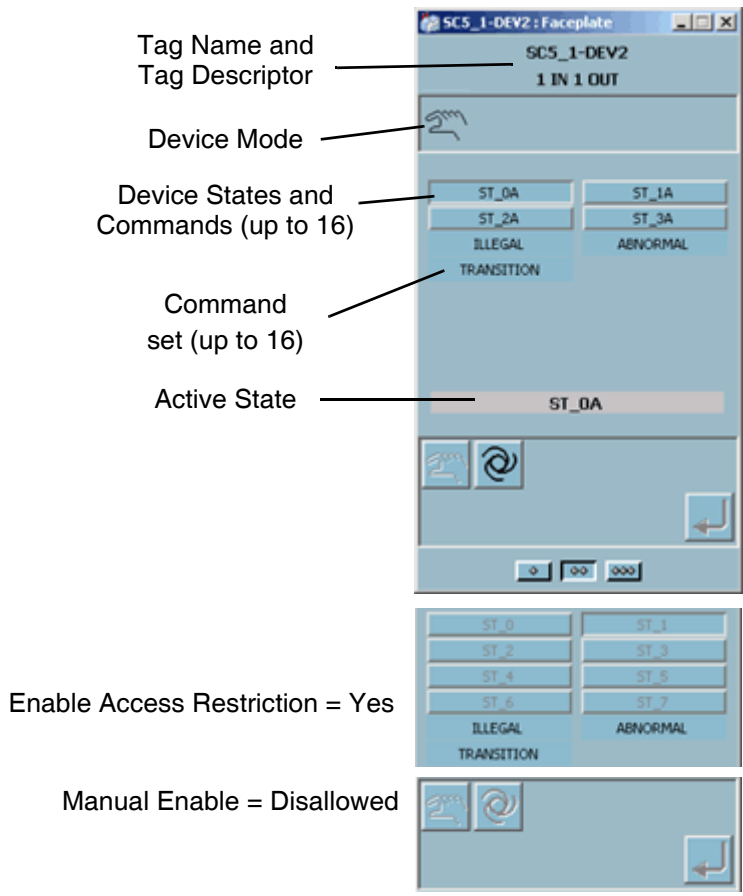 SC5_1-DEV2 : Faceplate
Tag Name and
Tag Descriptor
SC5_1-DEV2
1 IN 1 OUT
Device Mode
Device States and
Commands (up to 16)
ST_0A ST_1A
ST_2A ST_3A
ILLEGAL ABNORMAL
TRANSITION
Command
set (up to 16)
Active State
ST_0A
Enable Access Restriction = Yes
ST_0 ST_1
ST_2 ST_3
ST_4 ST_5
ST_6 ST_7
ILLEGAL ABNORMAL
TRANSITION
Manual Enable = Disallowed